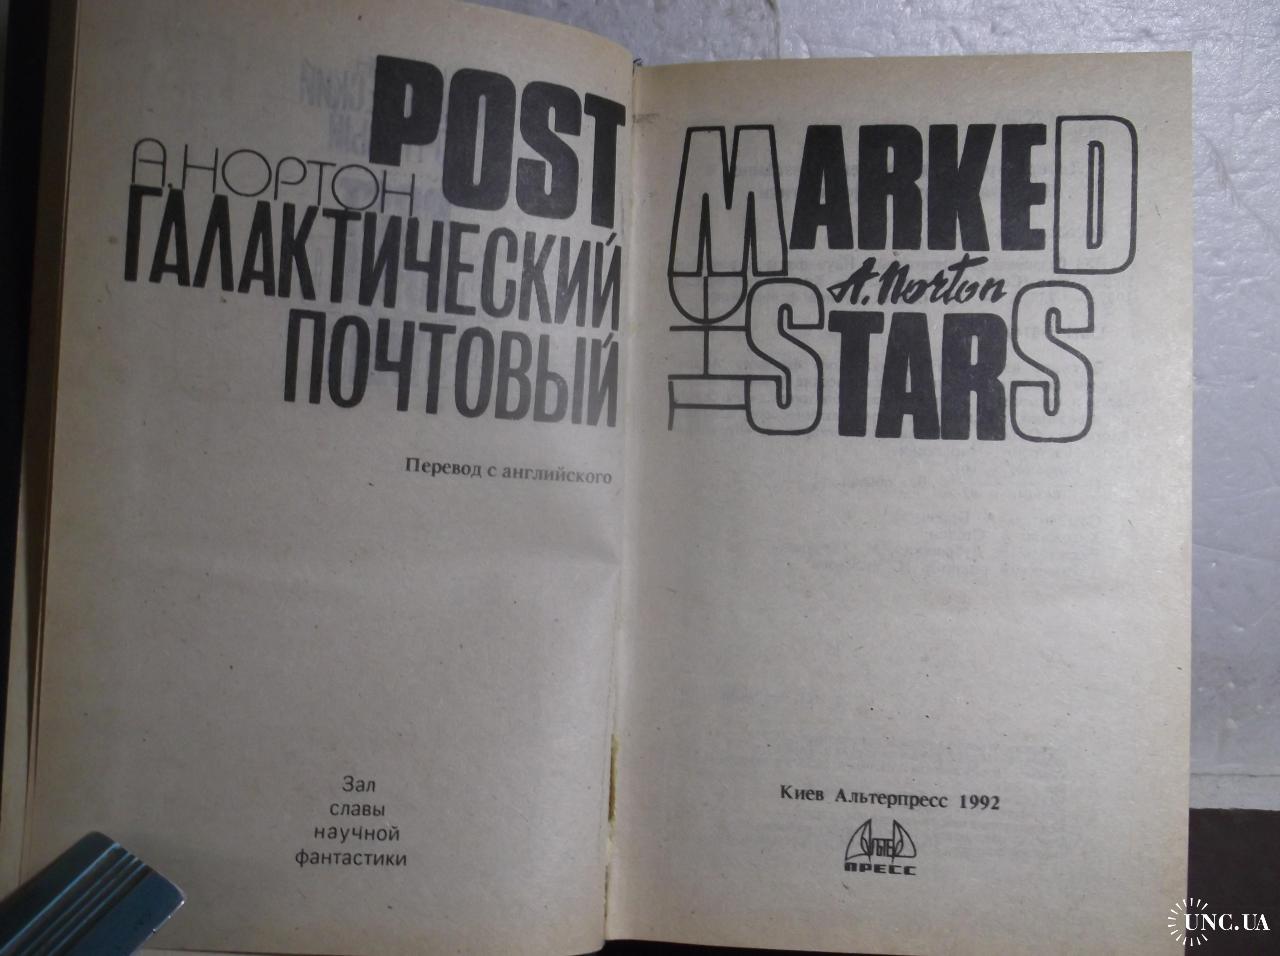 POST
А. НОРТОН
ГАЛАКТИЧЕСКИЙ
ПОЧТОВЫЙ
Перевод с английского
Зал
славы
научной
фантастики
MARKED
A. Norton
THE
STARS
Киев Альтерпресс 1992
АЛЬТЕР
ПРЕСС
UNC.UA